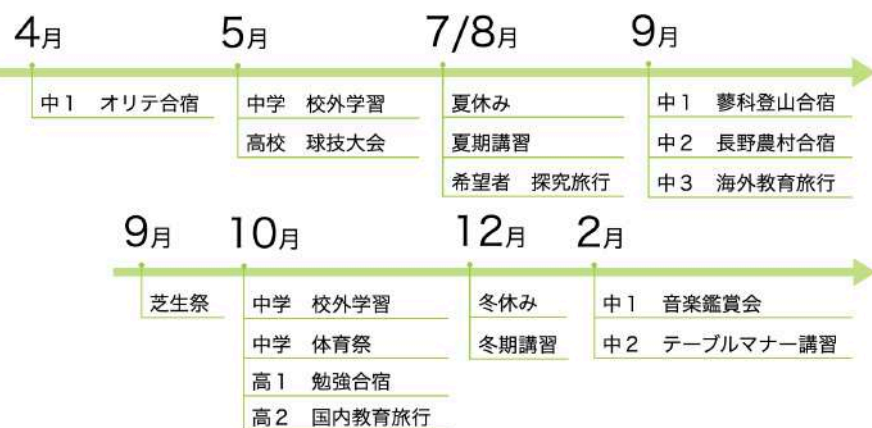 4月
中1 オリテ合宿
5月
中学 校外学習
高校 球技大会
7/8月
夏休み
夏期講習
希望者 探究旅行
9月
中1 蓼科登山合宿
中2 長野農村合宿
中3 海外教育旅行
9月
芝生祭
10月
中学 校外学習
中学 体育祭
高1 勉強合宿
高2 国内教育旅行
12月
冬休み
冬期講習
2月
中1 音楽鑑賞会
中2 テーブルマナー講習